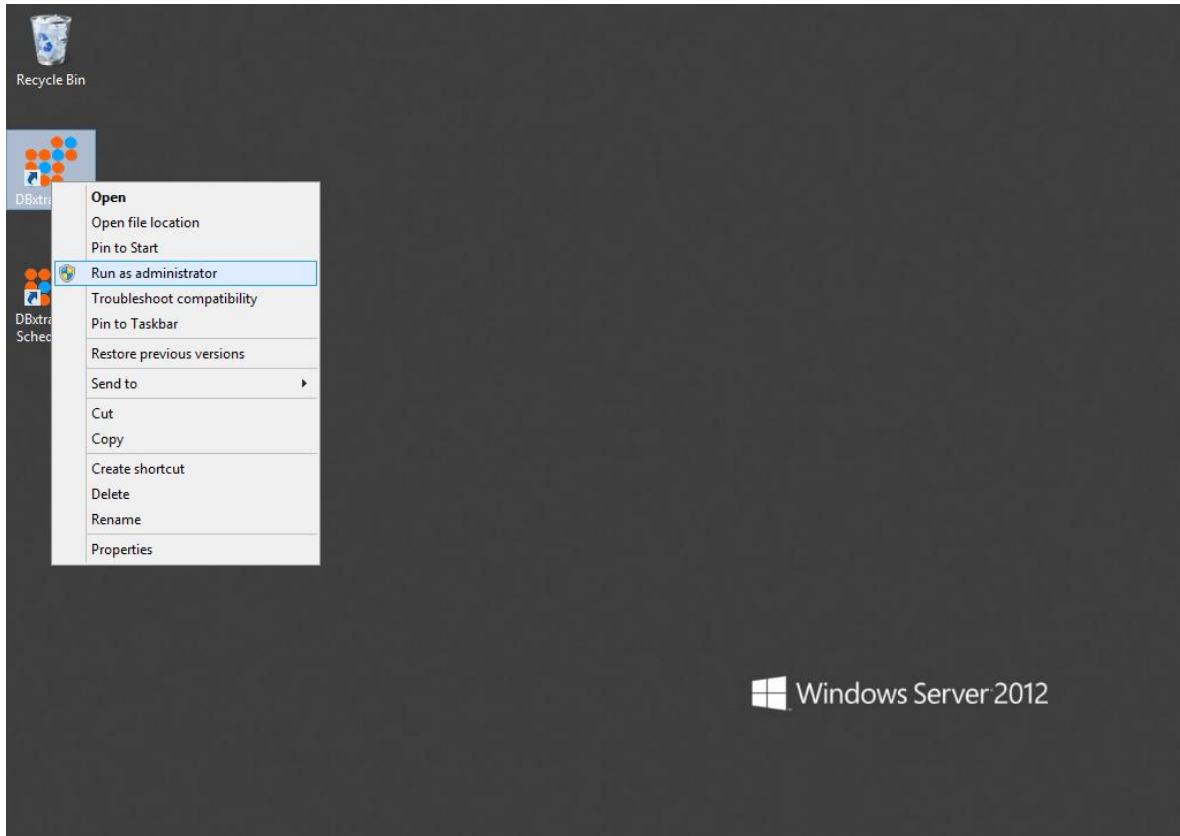 Recycle Bin
DBxtra
Open
Open file location
Pin to Start
Run as administrator
Troubleshoot compatibility
Pin to Taskbar
Restore previous versions
Send to
Cut
Copy
Create shortcut
Delete
Rename
Properties
DBxtra
Sched
Windows Server 2012